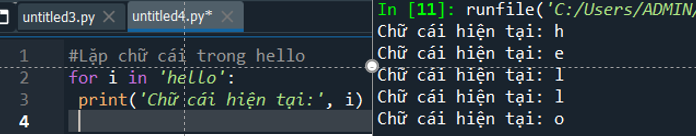 untitled3.py
untitled4.py*
1 #Lặp chữ cái trong hello
2 for i in 'hello':
3 print('Chữ cái hiện tại:', i)
4
In [11]: runfile('C:/Users/ADMIN/
Chữ cái hiện tại: h
Chữ cái hiện tại: e
Chữ cái hiện tại: l
Chữ cái hiện tại: l
Chữ cái hiện tại: o